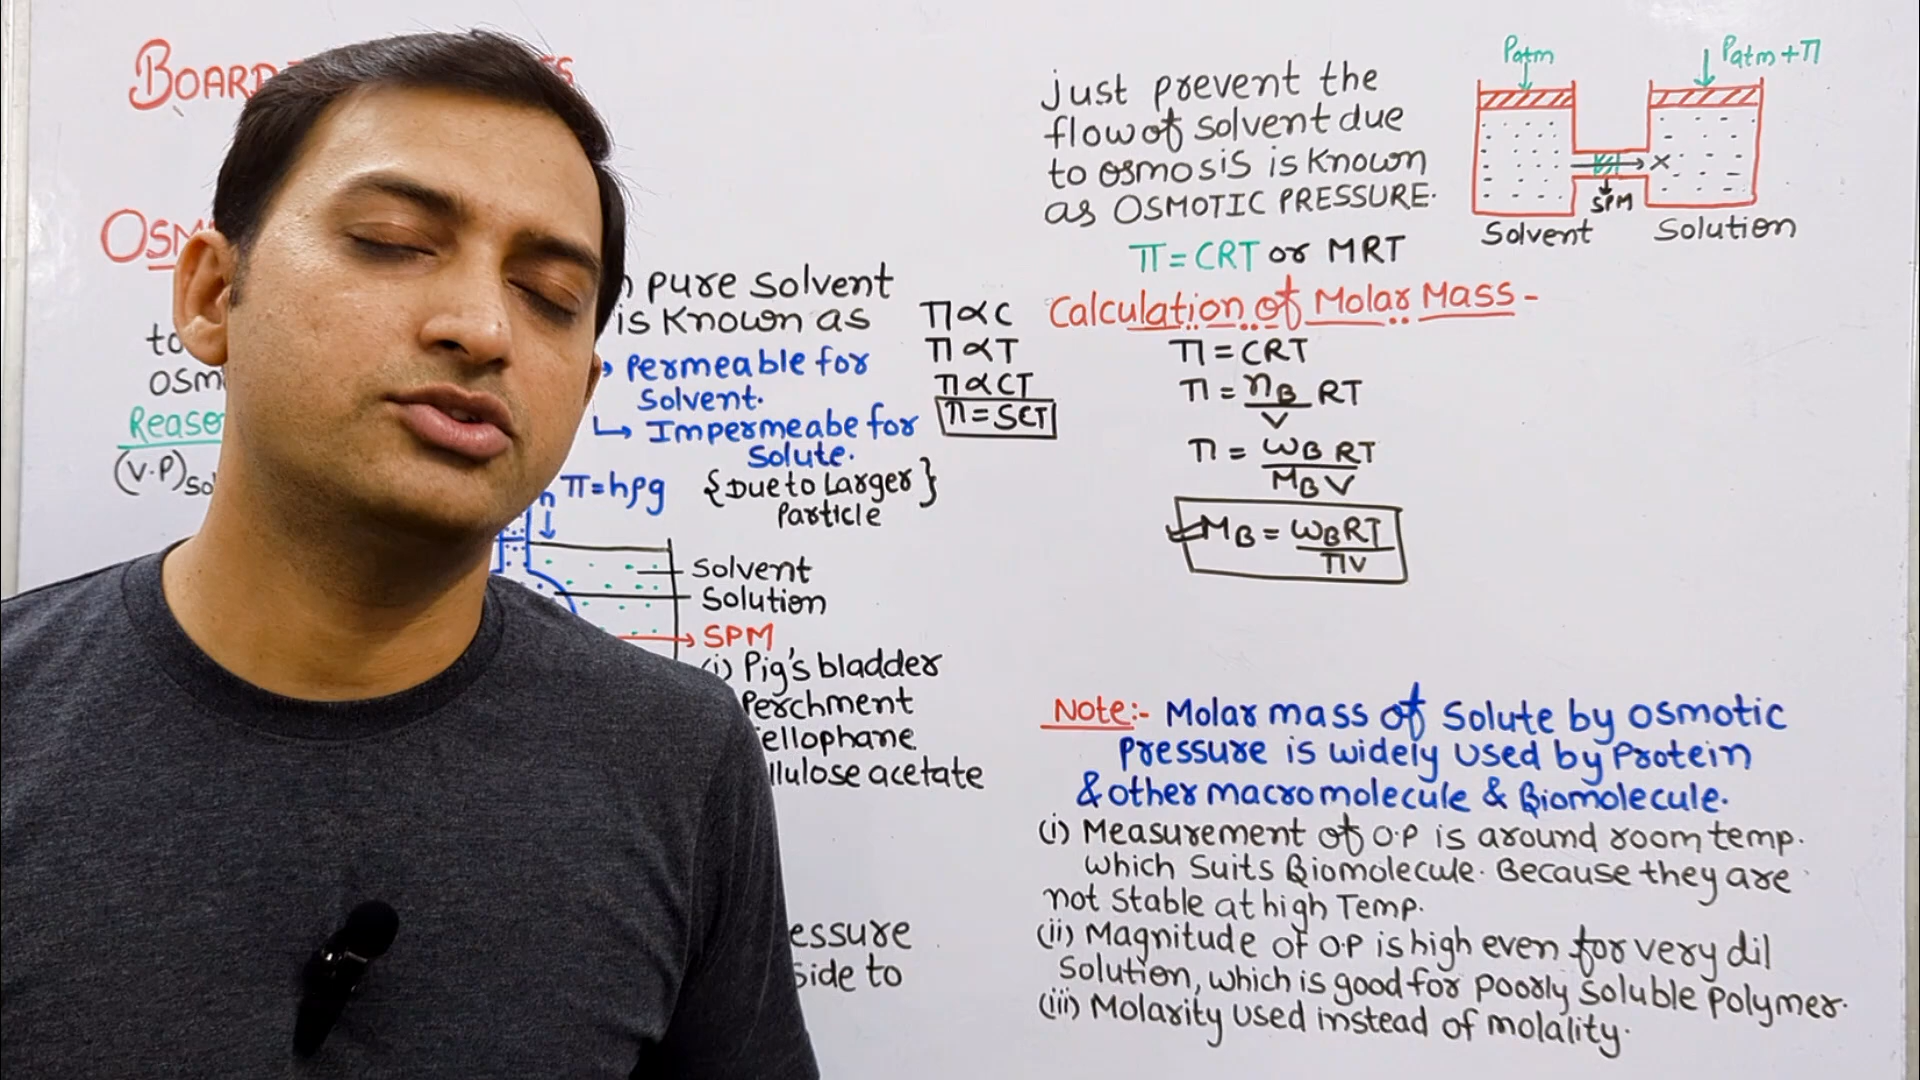 BOARD
OSM
pure solvent
is known as
to
OSM
→ Permeable for
Solvent.
↳ Impermeabe for
Solute.
{Due to Larger}
Particle
Reaso
(V.P)so
π=hρg
Solvent
Solution
SPM
(i) Pig's bladder
Perchment
ellophane
llulose acetate
essure
side to
π∝C
π∝T
π∝CT
π=SCT
just prevent the
flow of solvent due
to osmosis is known
as OSMOTIC PRESSURE.
π=CRT or MRT
Patm
Patm+π
SPM
Solvent
Solution
Calculation of Molar Mass-
π=CRT
π=nB/V RT
π=wB RT/MB V
MB=wBRT/πV
Note:- Molar mass of Solute by osmotic
Pressure is widely used by Protein
& other macromolecule & Biomolecule.
(i) Measurement of O.P is around room temp.
which Suits Biomolecule. Because they are
not stable at high Temp.
(ii) Magnitude of O.P is high even for very dil
Solution, which is good for poorly soluble polymer.
(iii) Molarity used instead of molality.